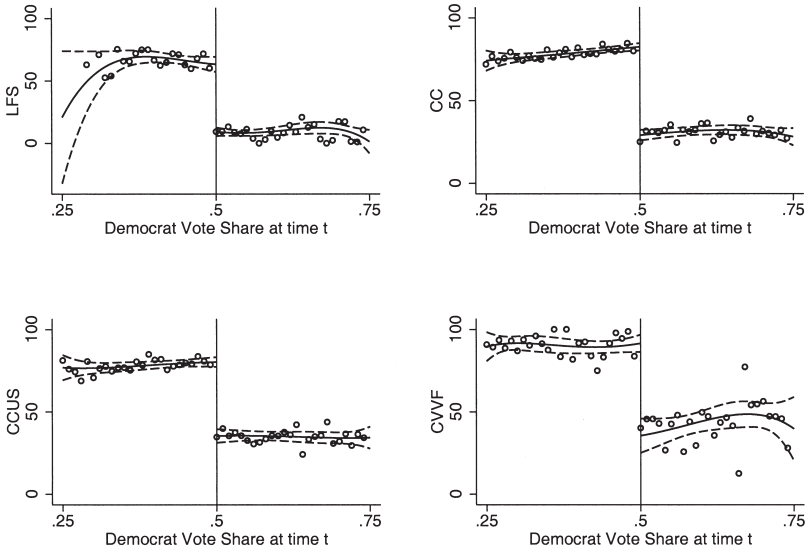 100
50
0
LFS
.25 .5 .75
Democrat Vote Share at time t
100
50
0
CC
.25 .5 .75
Democrat Vote Share at time t
100
50
0
CCUS
.25 .5 .75
Democrat Vote Share at time t
100
50
0
CVVF
.25 .5 .75
Democrat Vote Share at time t